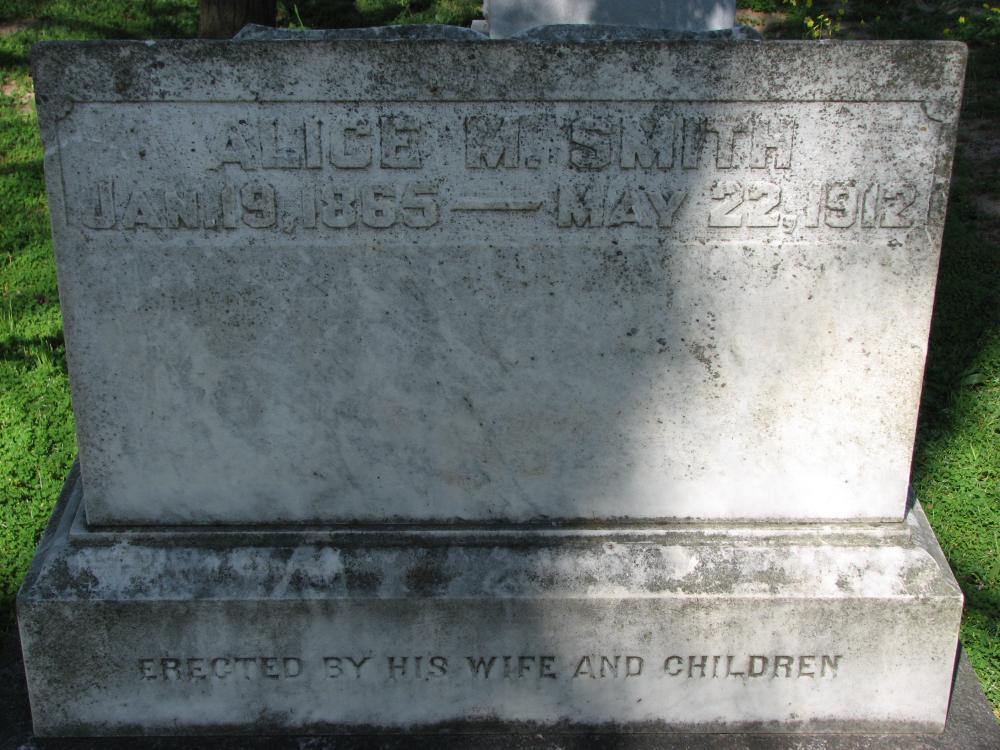 ALICE M. SMITH
JAN. 19, 1865 — MAY 22, 1912
ERECTED BY HIS WIFE AND CHILDREN